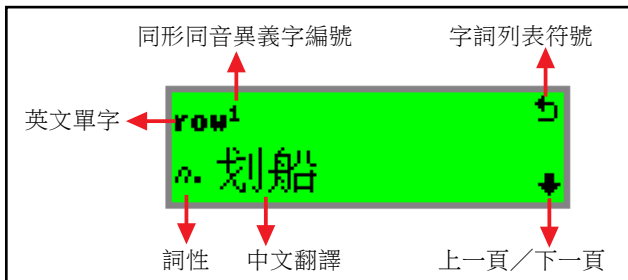 同形同音異義字編號 字詞列表符號
英文單字 row¹
n. 划船
詞性 中文翻譯 上一頁／下一頁